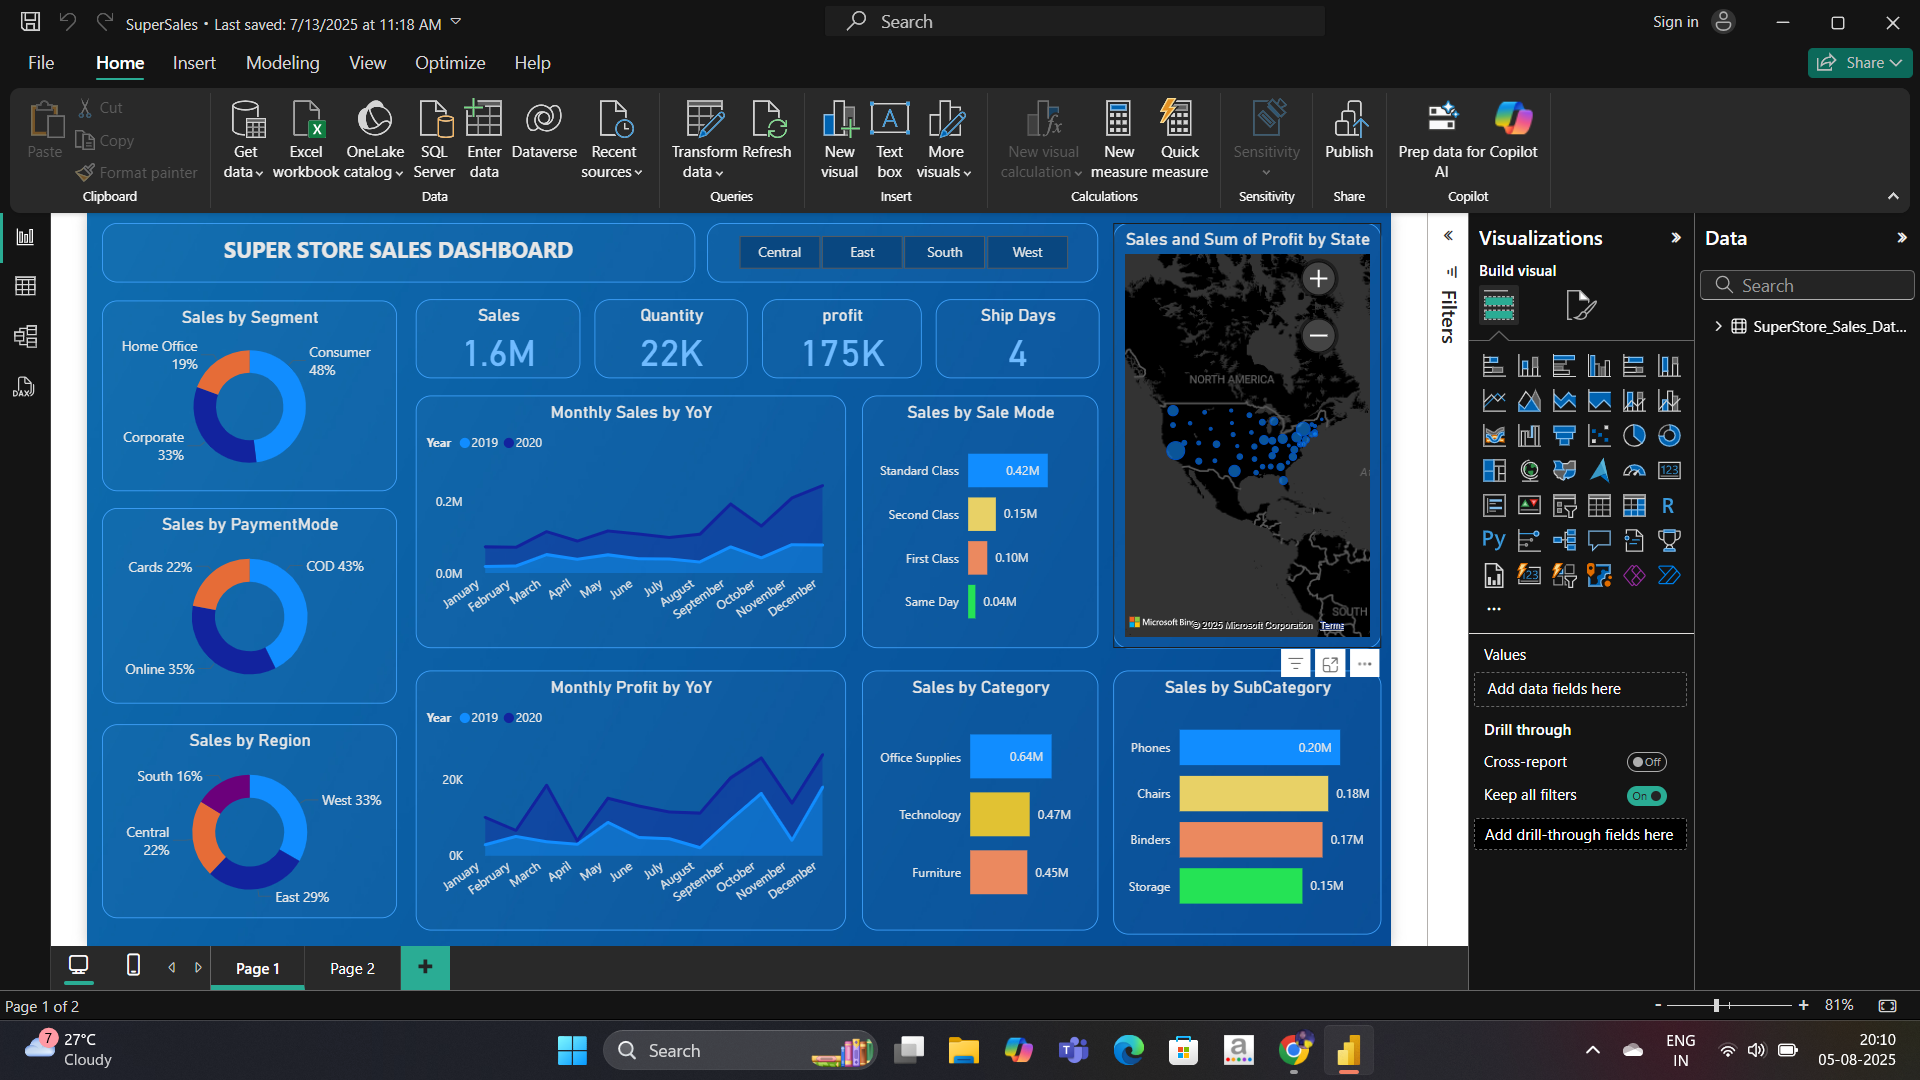 SuperSales • Last saved: 7/13/2025 at 11:18 AM
Search
Sign in
File
Home
Insert
Modeling
View
Optimize
Help
Share
Paste
Cut
Copy
Format painter
Clipboard
Get data
Excel workbook
OneLake catalog
SQL Server
Enter data
Dataverse
Recent sources
Data
Transform data
Refresh
Queries
New visual
Text box
More visuals
Insert
New visual calculation
New measure
Quick measure
Calculations
Sensitivity
Sensitivity
Publish
Share
Prep data for AI
Copilot
Copilot
SUPER STORE SALES DASHBOARD
Central
East
South
West
Sales by Segment
Home Office 19%
Consumer 48%
Corporate 33%
Sales
1.6M
Quantity
22K
profit
175K
Ship Days
4
Sales and Sum of Profit by State
NORTH AMERICA
SOUTH
A
Microsoft Bing
© 2025 Microsoft Corporation
Terms
Monthly Sales by YoY
Year 2019 2020
0.2M
0.0M
January
February
March
April
May
June
July
August
September
October
November
December
Sales by Sale Mode
Standard Class 0.42M
Second Class 0.15M
First Class 0.10M
Same Day 0.04M
Sales by PaymentMode
Cards 22%
COD 43%
Online 35%
Sales by Region
South 16%
West 33%
Central 22%
East 29%
Monthly Profit by YoY
Year 2019 2020
20K
0K
January
February
March
April
May
June
July
August
September
October
November
December
Sales by Category
Office Supplies 0.64M
Technology 0.47M
Furniture 0.45M
Sales by SubCategory
Phones 0.20M
Chairs 0.18M
Binders 0.17M
Storage 0.15M
Filters
Visualizations
Build visual
123
R
Py
123
Values
Add data fields here
Drill through
Cross-report
Off
Keep all filters
On
Add drill-through fields here
Data
Search
SuperStore_Sales_Dat...
DAX
Page 1
Page 2
Page 1 of 2
81%
7
27°C
Cloudy
Search
ENG
IN
20:10
05-08-2025